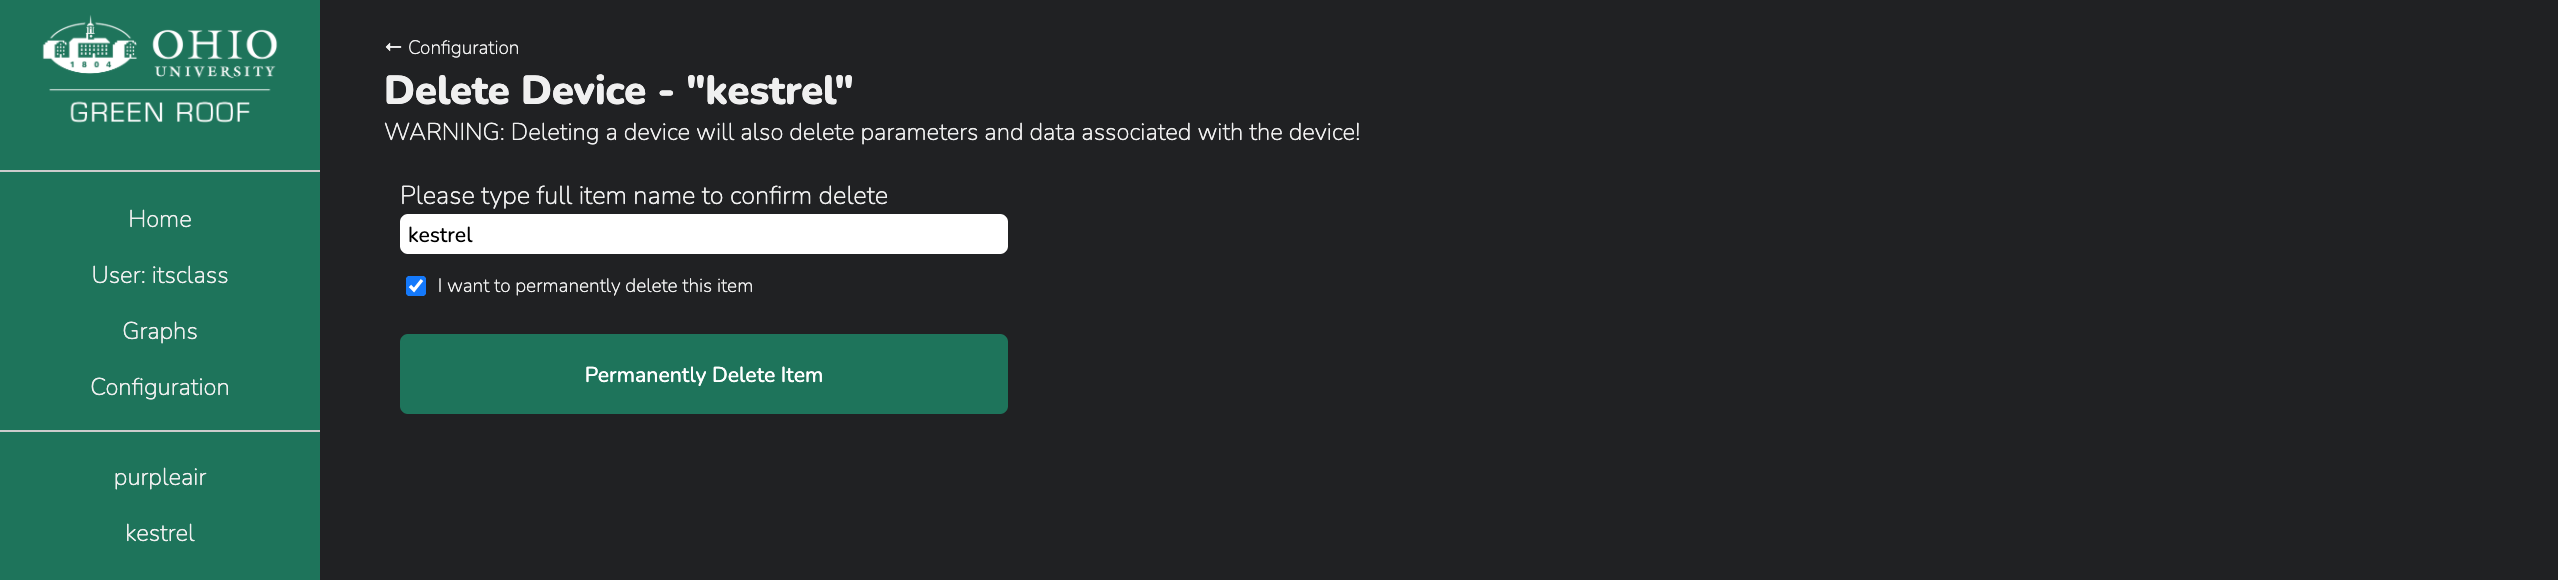 1804
OHIO
UNIVERSITY
GREEN ROOF
Home
User: itsclass
Graphs
Configuration
purpleair
kestrel
← Configuration
Delete Device - "kestrel"
WARNING: Deleting a device will also delete parameters and data associated with the device!
Please type full item name to confirm delete
kestrel
I want to permanently delete this item
Permanently Delete Item